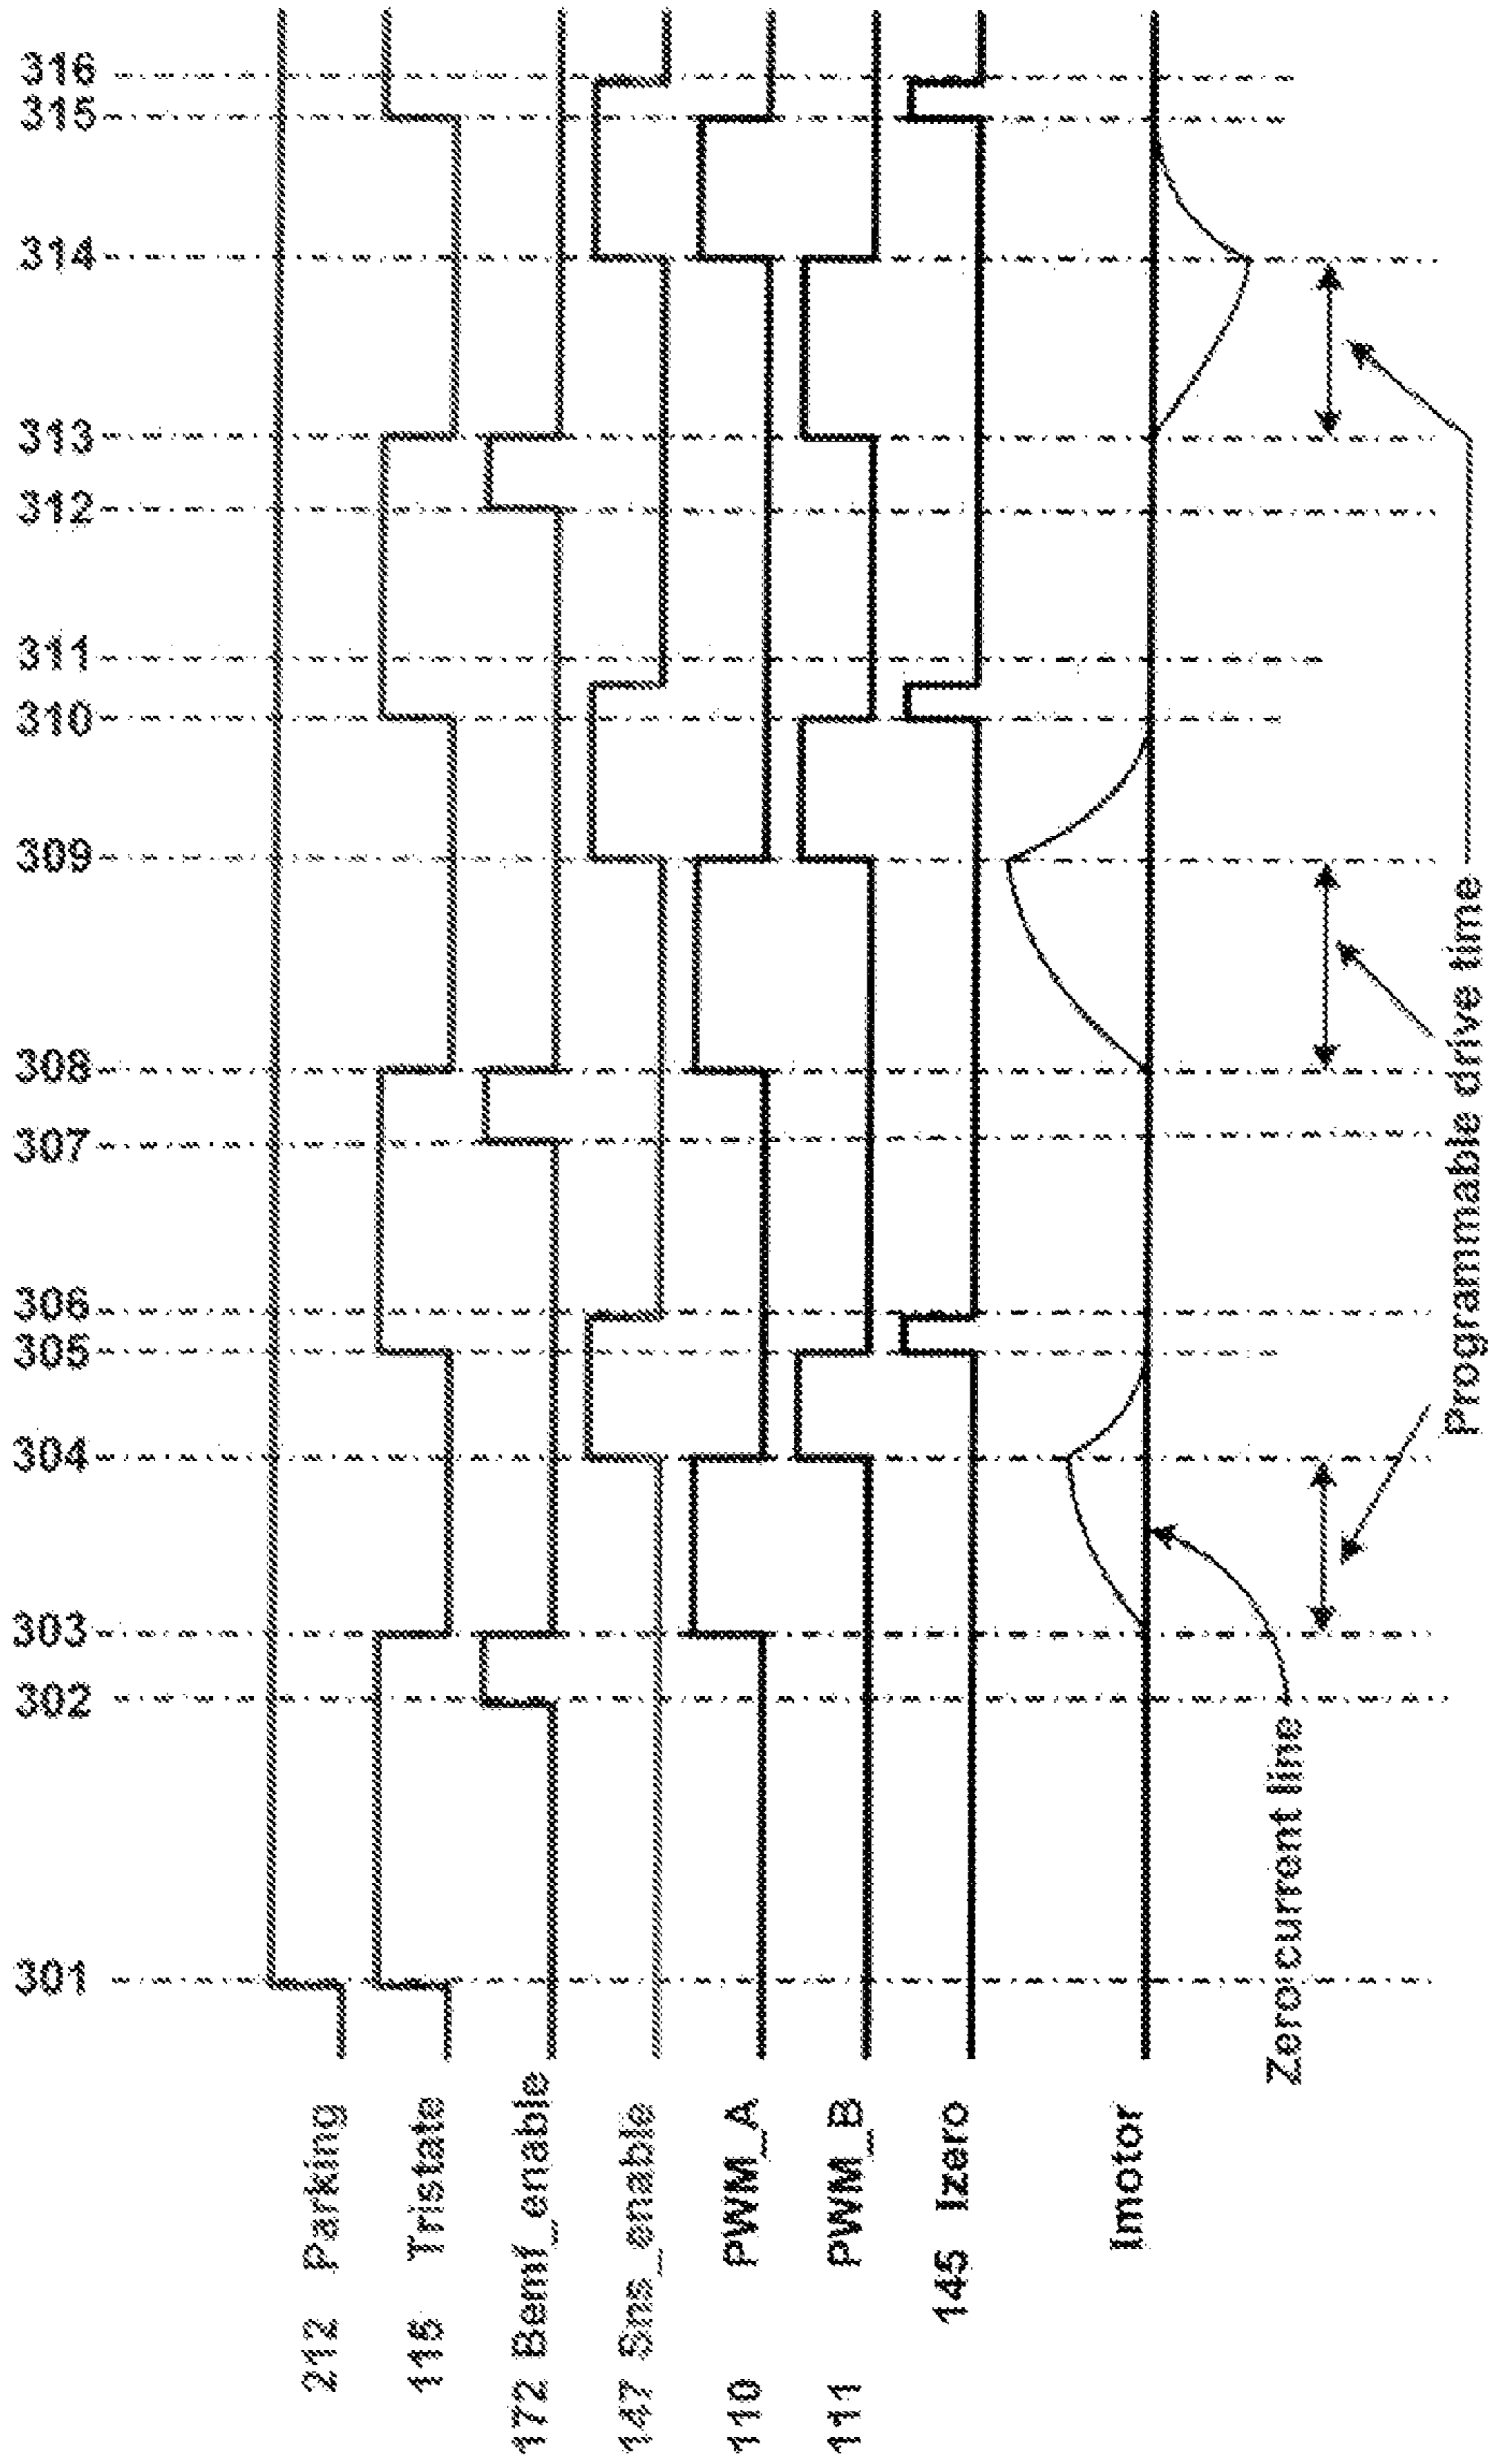 301 302 303 304 305 306 307 308 309 310 311 312 313 314 315 316
212 Parking
115 Tristate
172 Bemf_enable
147 Sns_enable
110 PWM_A
111 PWM_B
145 Izero
Imotor
Zero current line
Programmable drive time